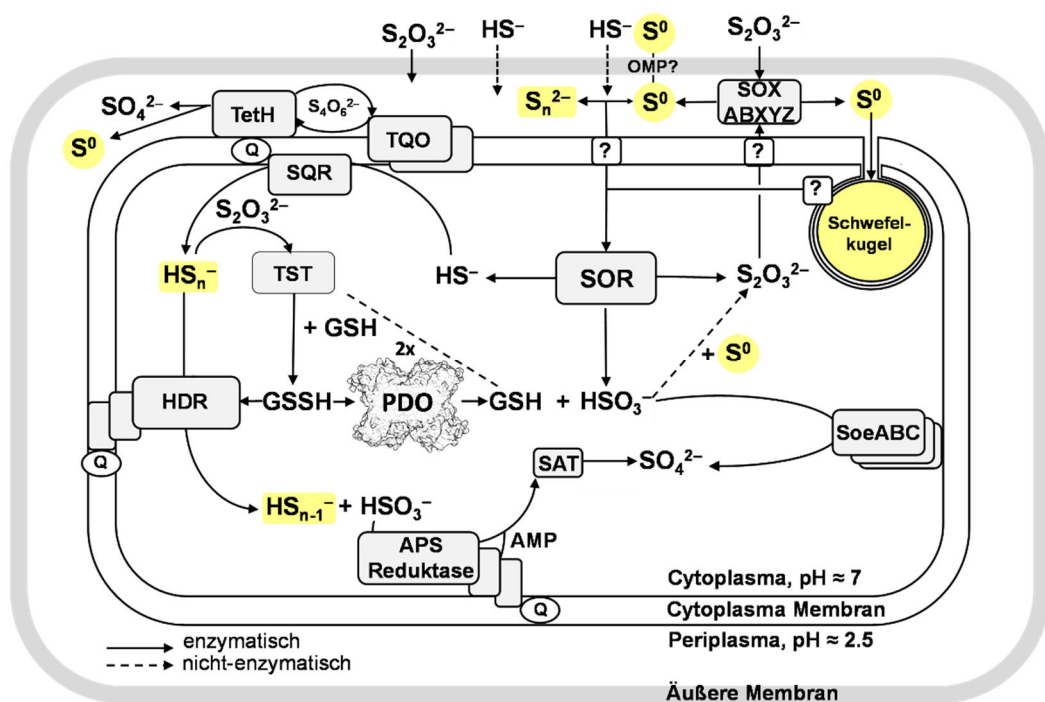 S₂O₃²⁻
HS⁻
HS⁻
S⁰
S₂O₃²⁻
OMP?
SO₄²⁻
TetH
S₄O₆²⁻
Sₙ²⁻
S⁰
SOX
ABXYZ
S⁰
S⁰
TQO
Q
?
?
SQR
?
S₂O₃²⁻
Schwefel-
kugel
HSₙ⁻
TST
HS⁻
SOR
S₂O₃²⁻
+ GSH
2x
+ S⁰
HDR
GSSH
PDO
GSH + HSO₃⁻
SoeABC
Q
SAT
SO₄²⁻
HSₙ₋₁⁻ + HSO₃⁻
APS
Reduktase
AMP
Q
Cytoplasma, pH ≈ 7
Cytoplasma Membran
Periplasma, pH ≈ 2.5
enzymatisch
nicht-enzymatisch
Äußere Membran